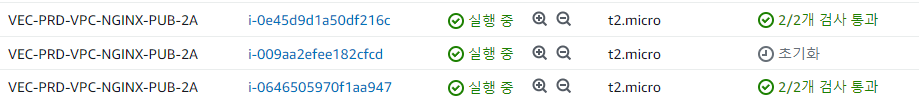 VEC-PRD-VPC-NGINX-PUB-2A i-0e45d9d1a50df216c 실행 중 t2.micro 2/2개 검사 통과
VEC-PRD-VPC-NGINX-PUB-2A i-009aa2efee182cfcd 실행 중 t2.micro 초기화
VEC-PRD-VPC-NGINX-PUB-2A i-0646505970f1aa947 실행 중 t2.micro 2/2개 검사 통과